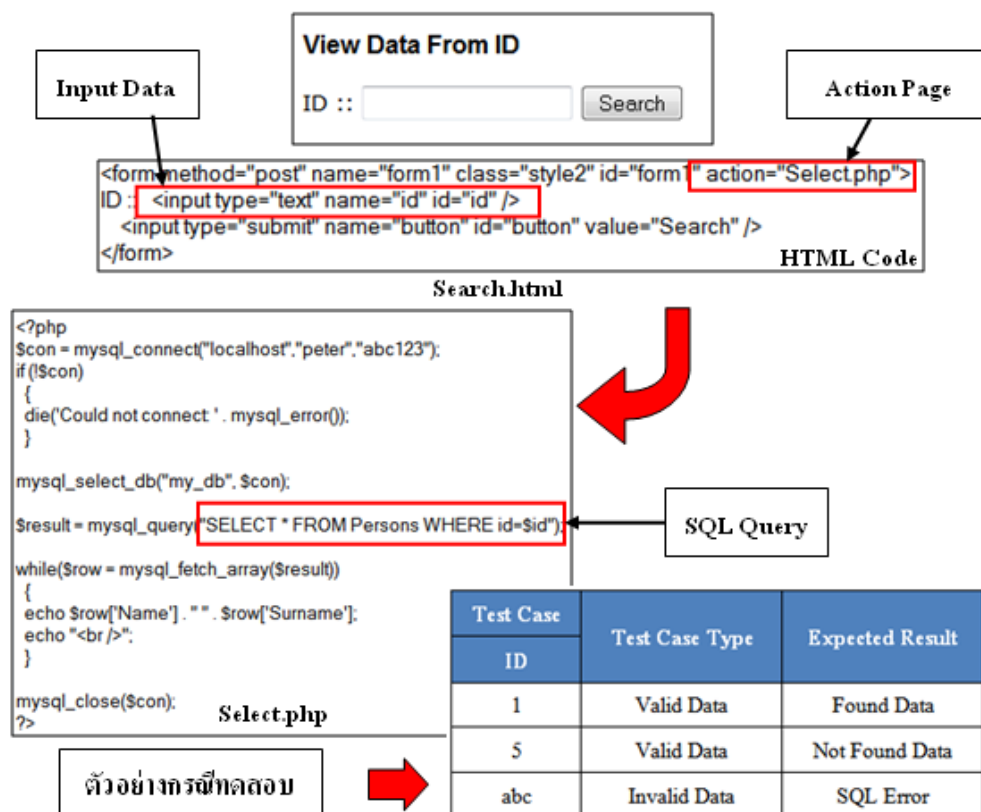 View Data From ID
Input Data
ID :: Search
Action Page
<form method="post" name="form1" class="style2" id="form1" action="Select.php">
ID :: <input type="text" name="id" id="id" />
<input type="submit" name="button" id="button" value="Search" />
</form>
HTML Code
Search.html
<?php
$con = mysql_connect("localhost","peter","abc123");
if (!$con)
{
die('Could not connect: ' . mysql_error());
}
mysql_select_db("my_db", $con);
$result = mysql_query("SELECT * FROM Persons WHERE id=$id");
SQL Query
while($row = mysql_fetch_array($result))
{
echo $row['Name'] . " " . $row['Surname'];
echo "<br />";
}
mysql_close($con);
?>
Select.php
Test Case
ID
Test Case Type
Expected Result
1 Valid Data Found Data
5 Valid Data Not Found Data
abc Invalid Data SQL Error
ตัวอย่างกรณีทดสอบ